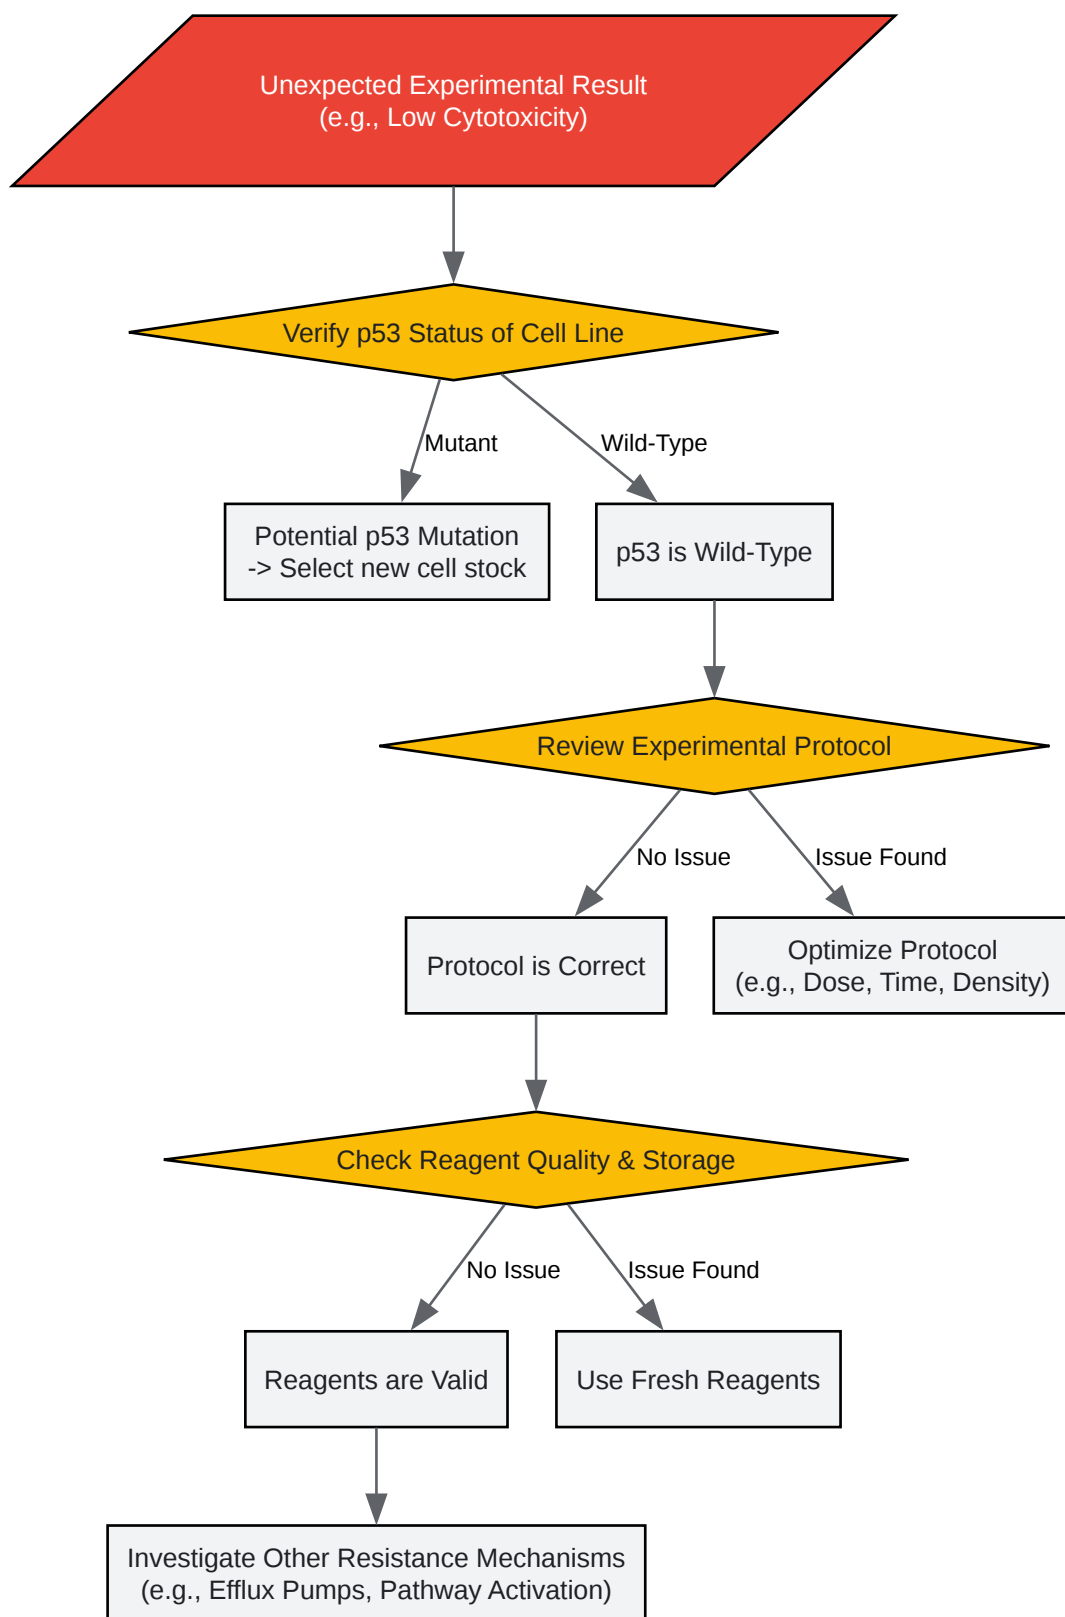 Unexpected Experimental Result
(e.g., Low Cytotoxicity)
Verify p53 Status of Cell Line
Mutant
Wild-Type
Potential p53 Mutation
-> Select new cell stock
p53 is Wild-Type
Review Experimental Protocol
No Issue
Issue Found
Protocol is Correct
Optimize Protocol
(e.g., Dose, Time, Density)
Check Reagent Quality & Storage
No Issue
Issue Found
Reagents are Valid
Use Fresh Reagents
Investigate Other Resistance Mechanisms
(e.g., Efflux Pumps, Pathway Activation)